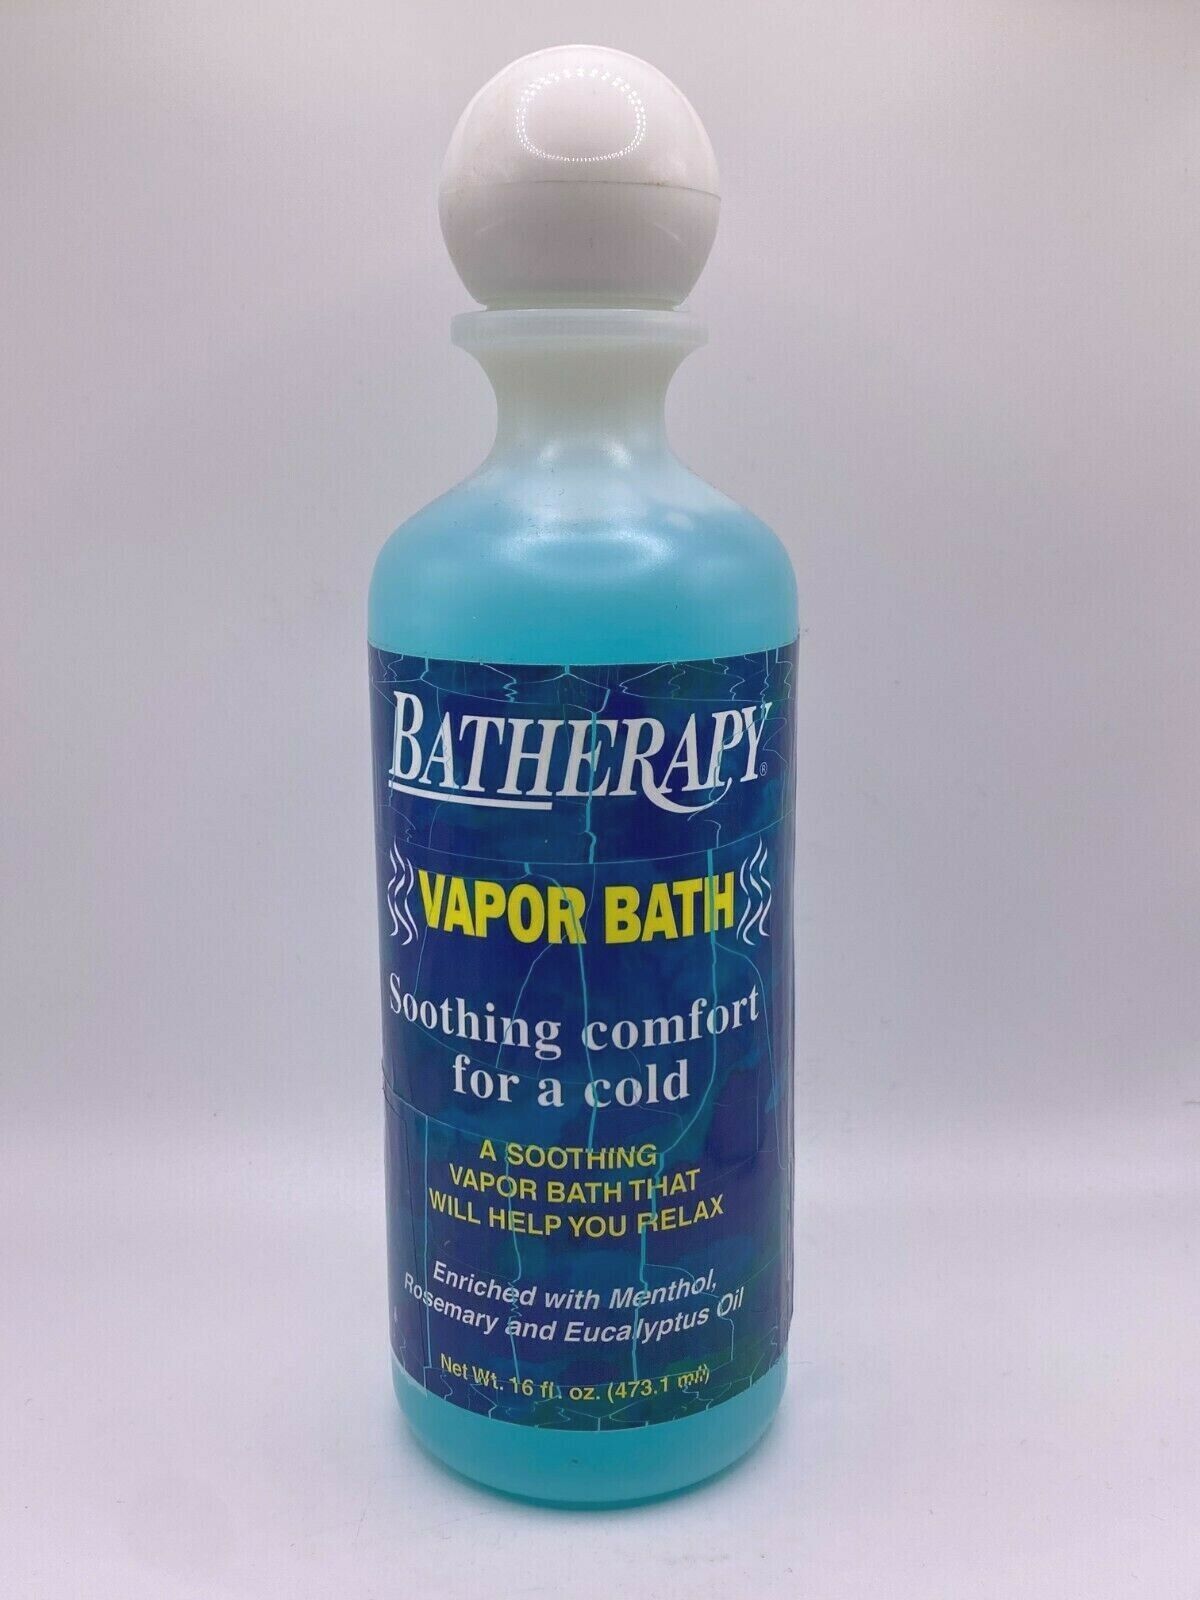 BATHERAPY®
VAPOR BATH
Soothing comfort
for a cold
A SOOTHING
VAPOR BATH THAT
WILL HELP YOU RELAX
Enriched with Menthol,
Rosemary and Eucalyptus Oil
Net Wt. 16 fl. oz. (473.1 ml)